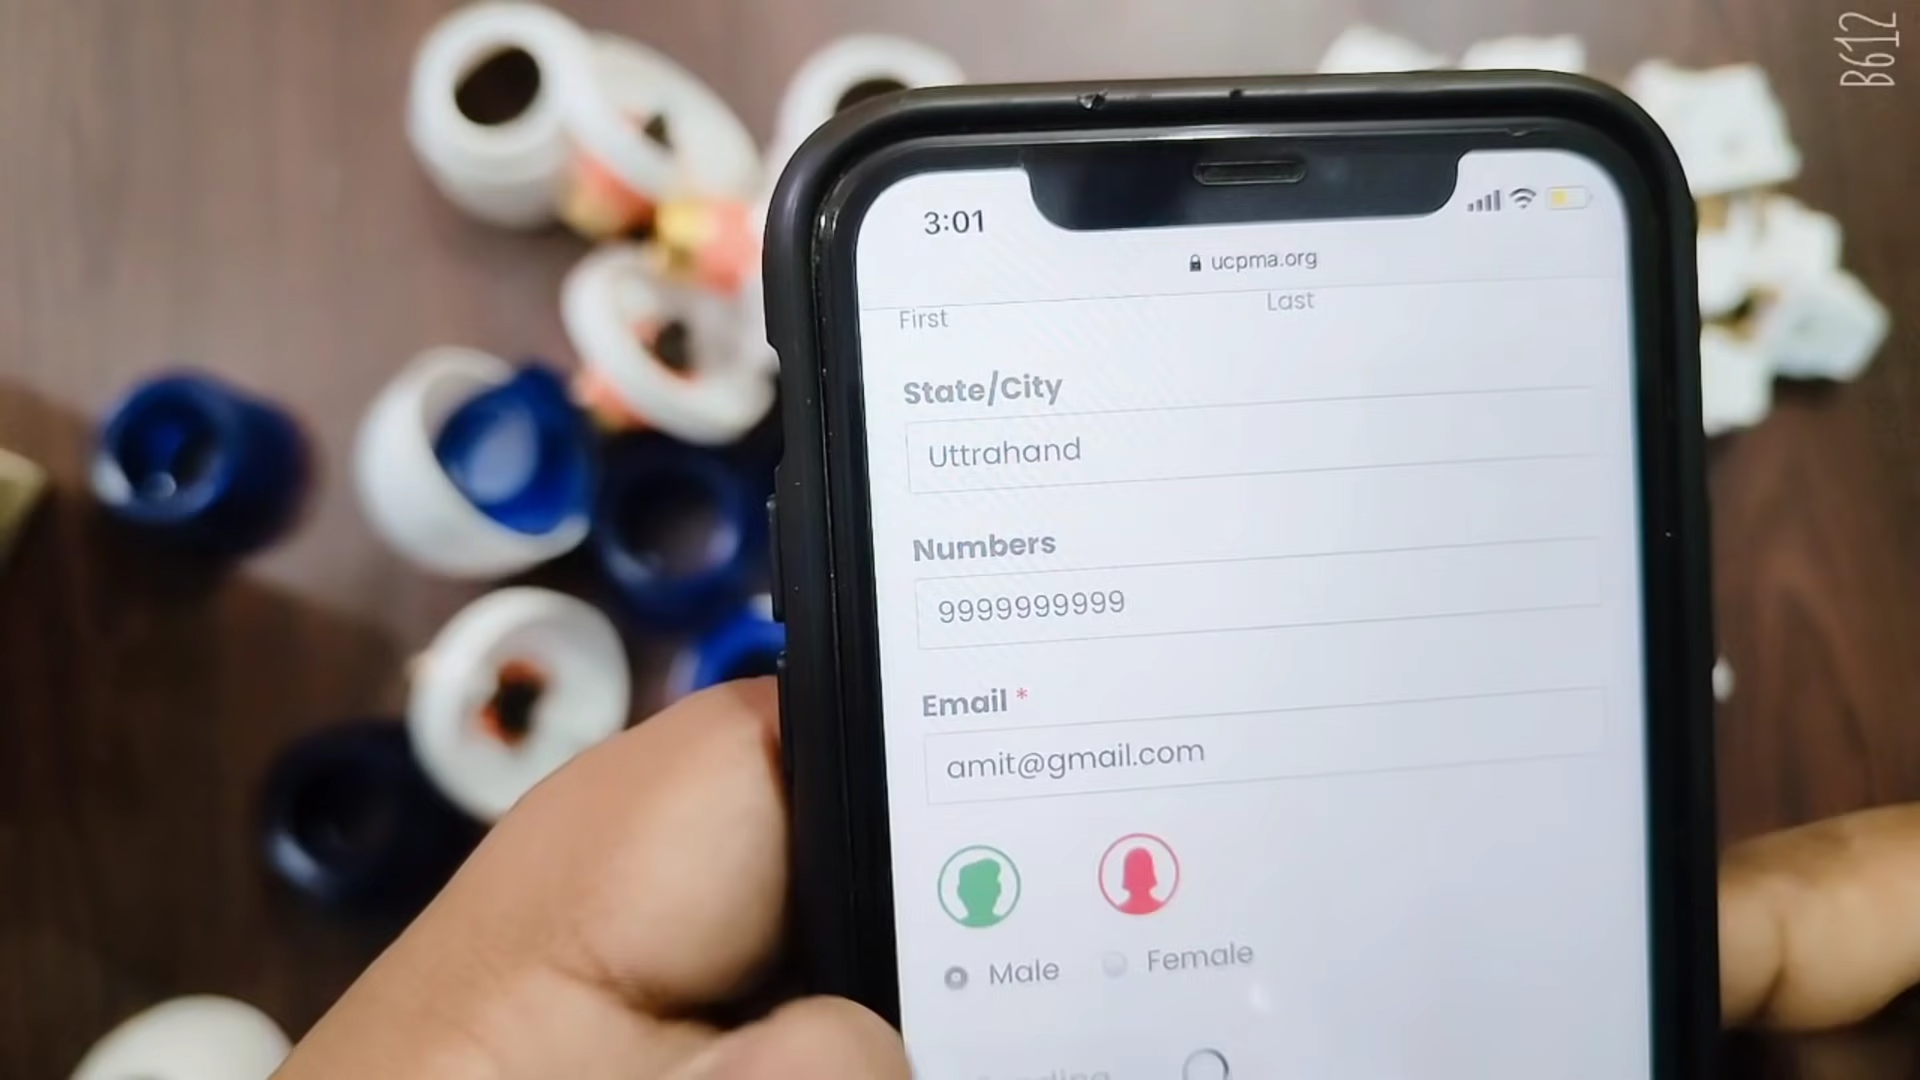 B612
3:01
ucpma.org
First
Last
State/City
Uttrahand
Numbers
9999999999
Email *
amit@gmail.com
Male
Female